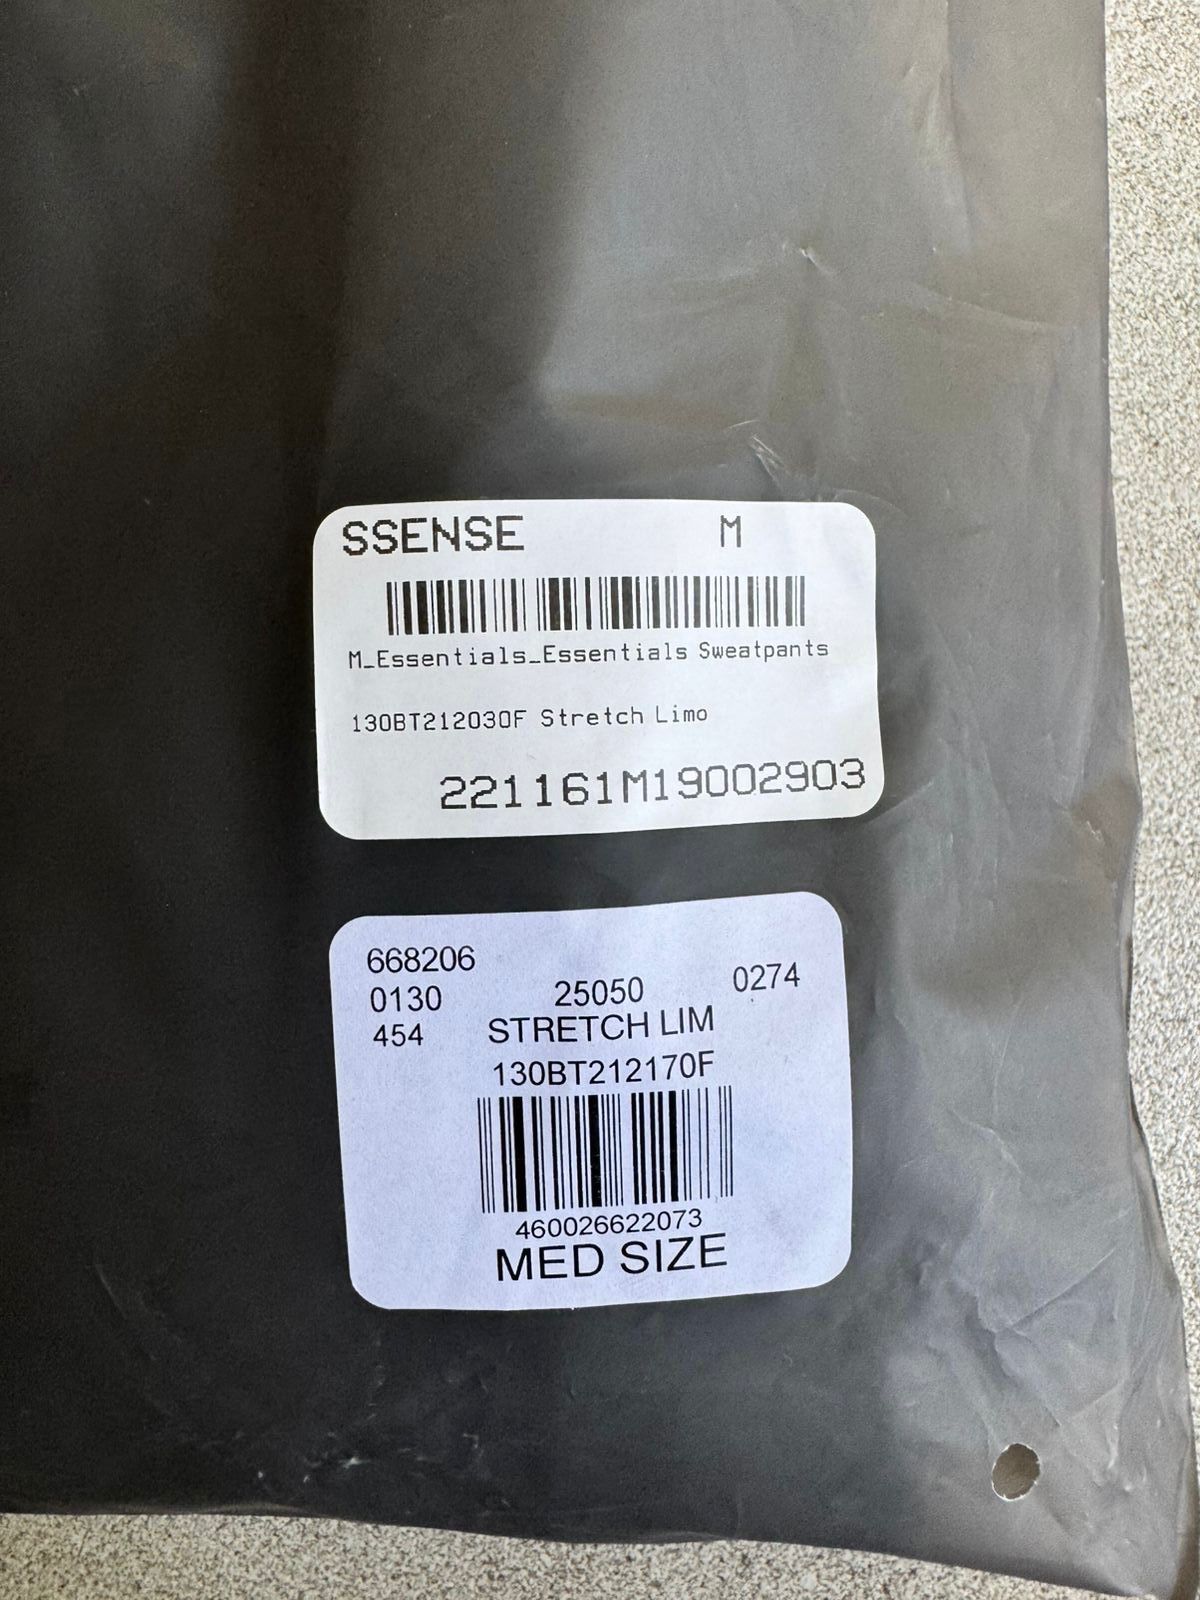 SSENSE M
M_Essentials_Essentials Sweatpants
130BT212030F Stretch Limo
221161M19002903
668206
0130 25050 0274
454 STRETCH LIM
130BT212170F
460026622073
MED SIZE